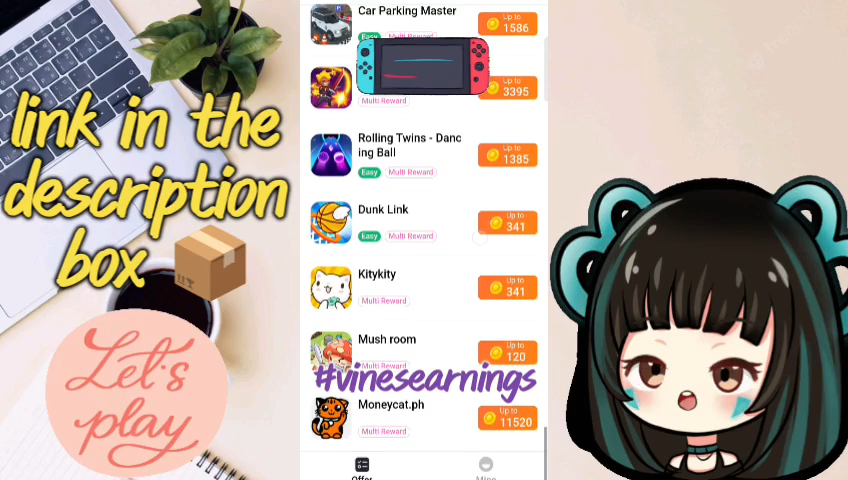 link in the
description
box
Let's
play
Car Parking Master
Easy Multi Reward
Up to
1586
Multi Reward
Up to
3395
Rolling Twins - Danc
ing Ball
Easy Multi Reward
Up to
1385
Dunk Link
Easy Multi Reward
Up to
341
Kitykity
Multi Reward
Up to
341
Mush room
Multi Reward
Up to
120
#vinesearnings
Moneycat.ph
Multi Reward
Up to
11520
Offer
Mine